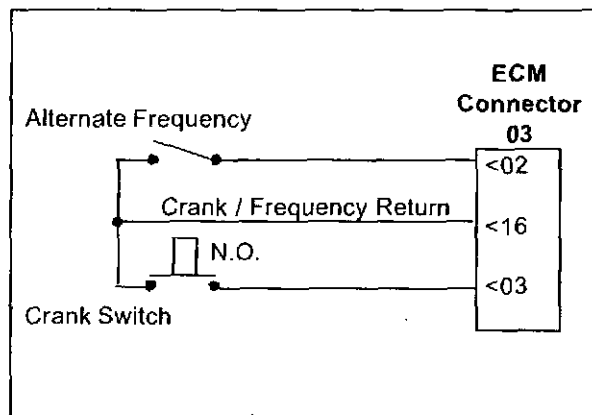 ECM
Connector
03
Alternate Frequency
<02
Crank / Frequency Return
<16
N.O.
<03
Crank Switch